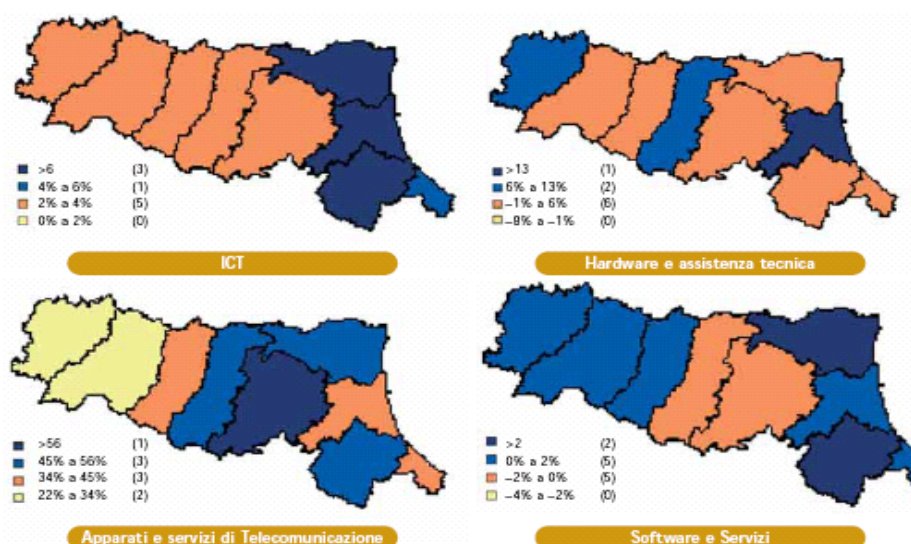 >6 (3)
4% a 6% (1)
2% a 4% (5)
0% a 2% (0)
ICT
>13 (1)
6% a 13% (2)
−1% a 6% (6)
−8% a −1% (0)
Hardware e assistenza tecnica
>56 (1)
45% a 56% (3)
34% a 45% (3)
22% a 34% (2)
Apparati e servizi di Telecomunicazione
>2 (2)
0% a 2% (5)
−2% a 0% (5)
−4% a −2% (0)
Software e Servizi